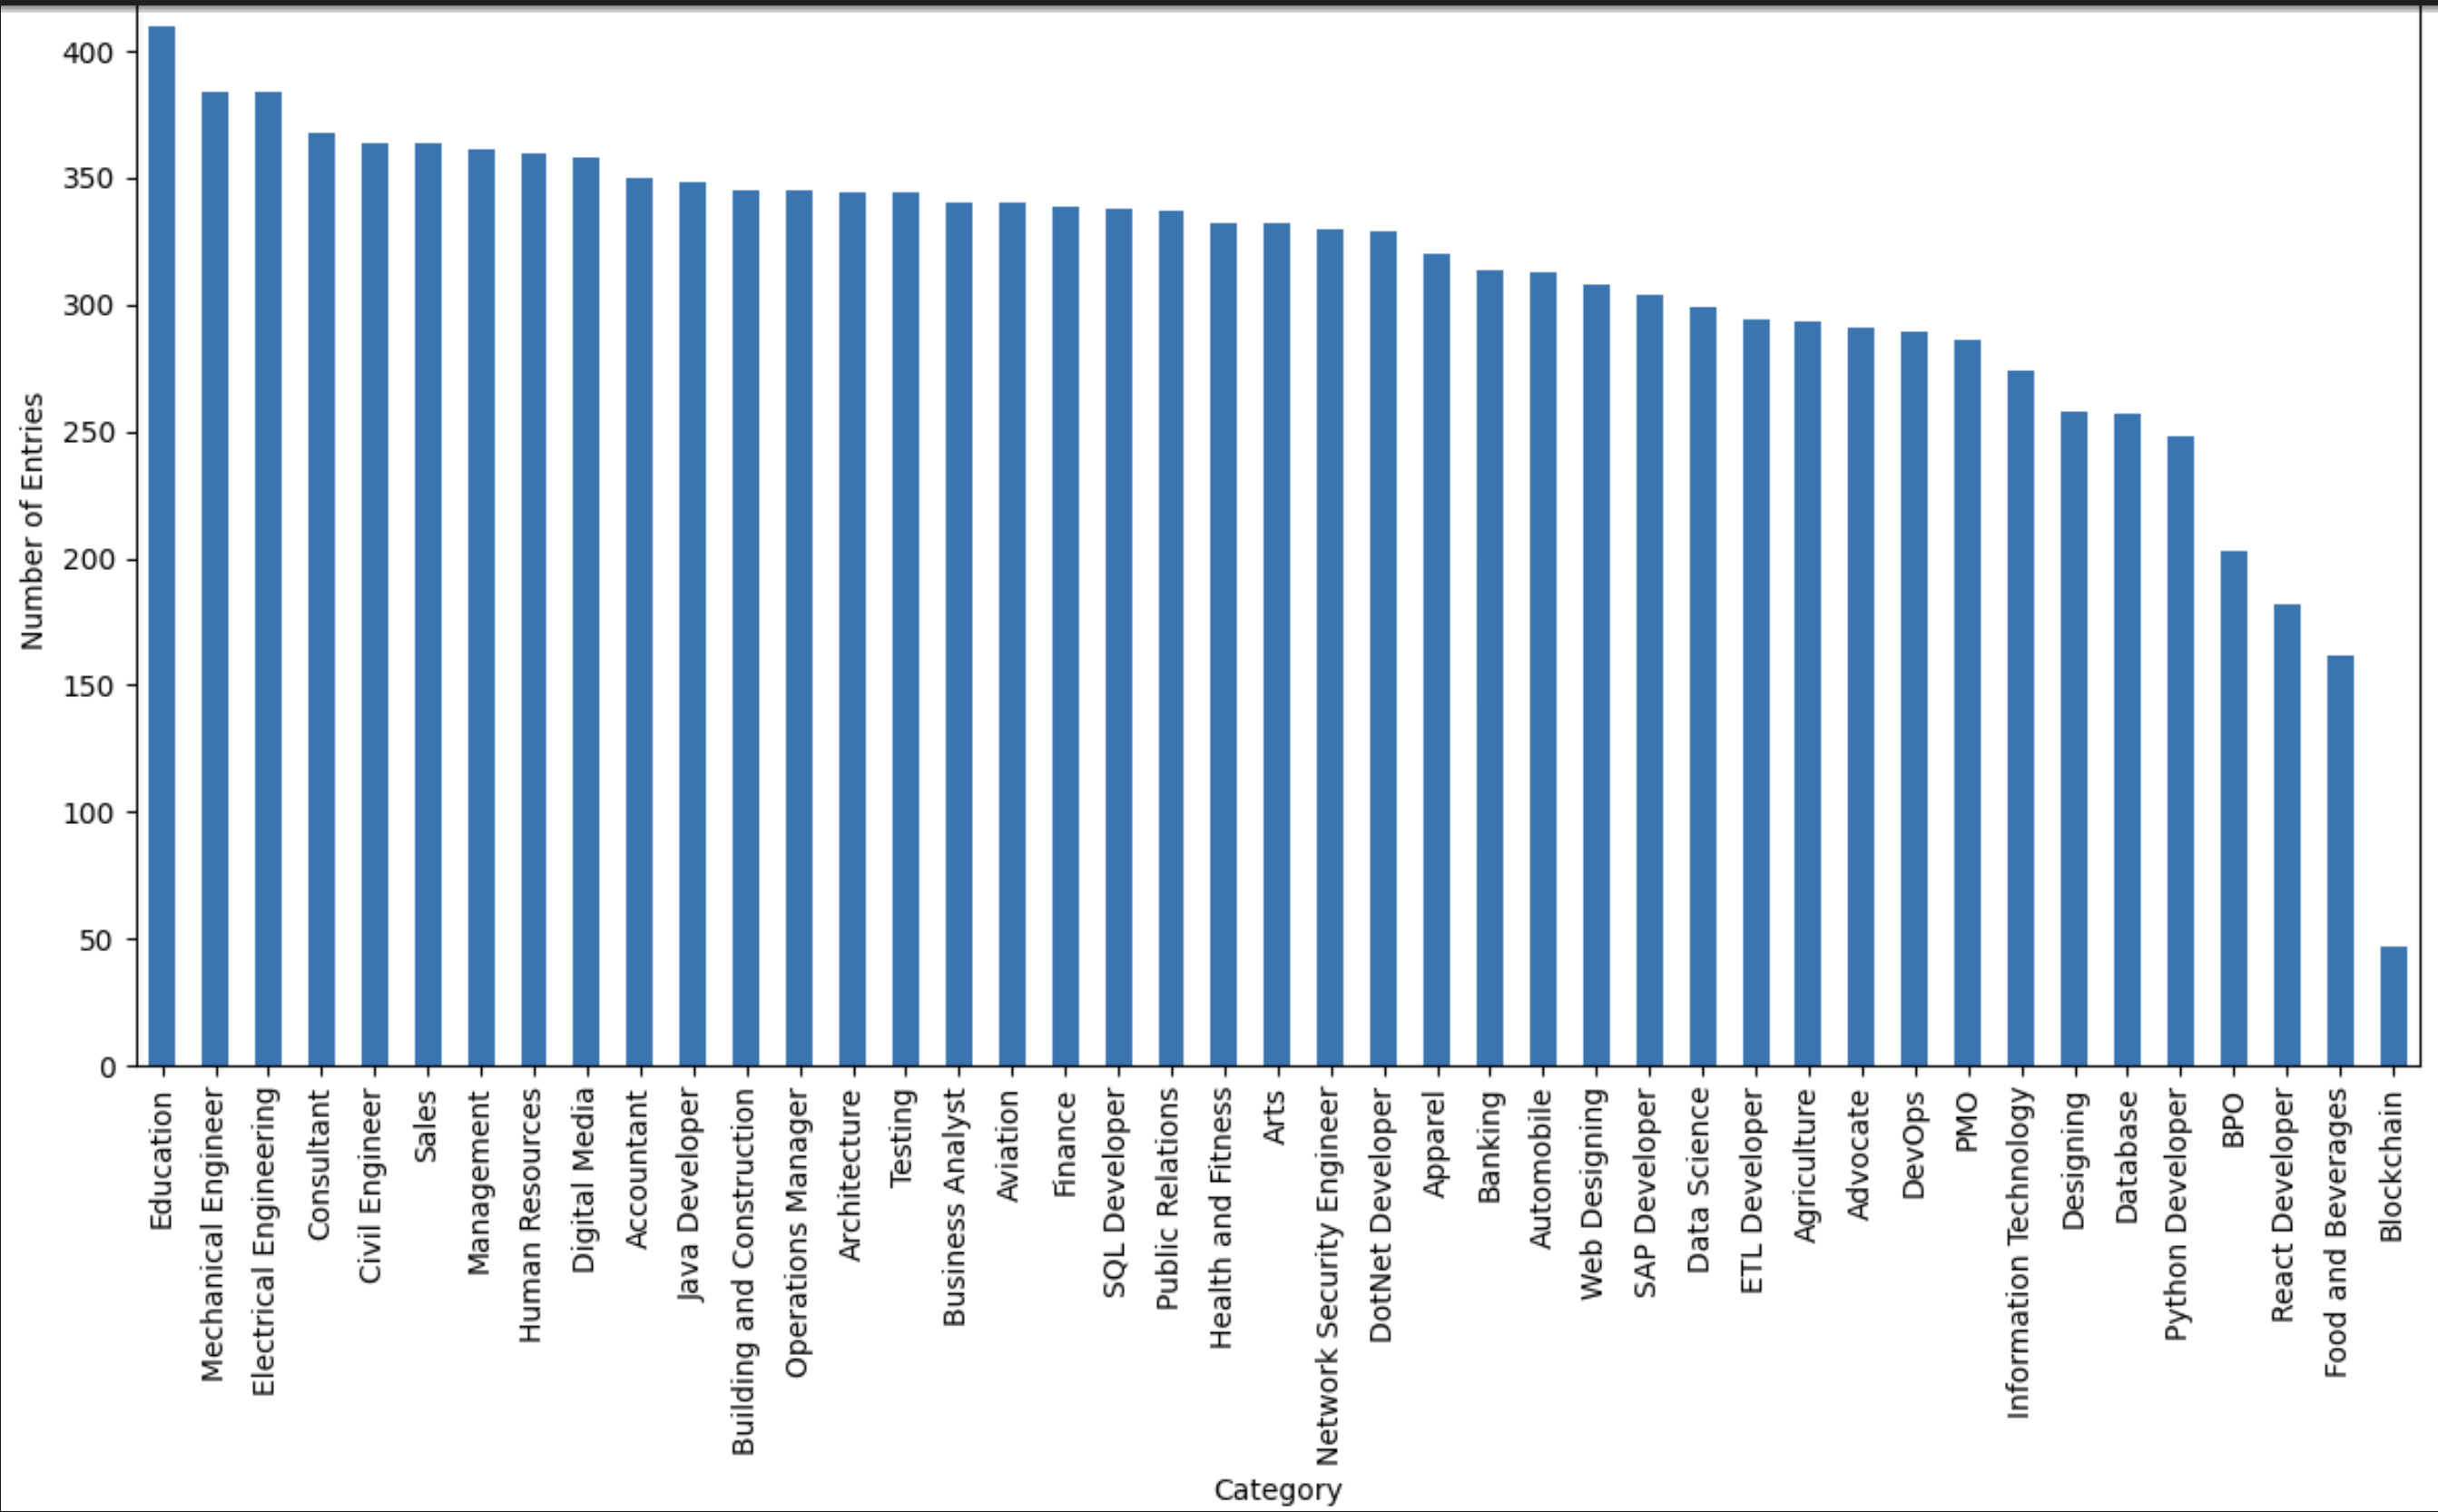 400
350
300
250
200
150
100
50
0
Number of Entries
Education
Mechanical Engineer
Electrical Engineering
Consultant
Civil Engineer
Sales
Management
Human Resources
Digital Media
Accountant
Java Developer
Building and Construction
Operations Manager
Architecture
Testing
Business Analyst
Aviation
Finance
SQL Developer
Public Relations
Health and Fitness
Arts
Network Security Engineer
DotNet Developer
Apparel
Banking
Automobile
Web Designing
SAP Developer
Data Science
ETL Developer
Agriculture
Advocate
DevOps
PMO
Information Technology
Designing
Database
Python Developer
BPO
React Developer
Food and Beverages
Blockchain
Category